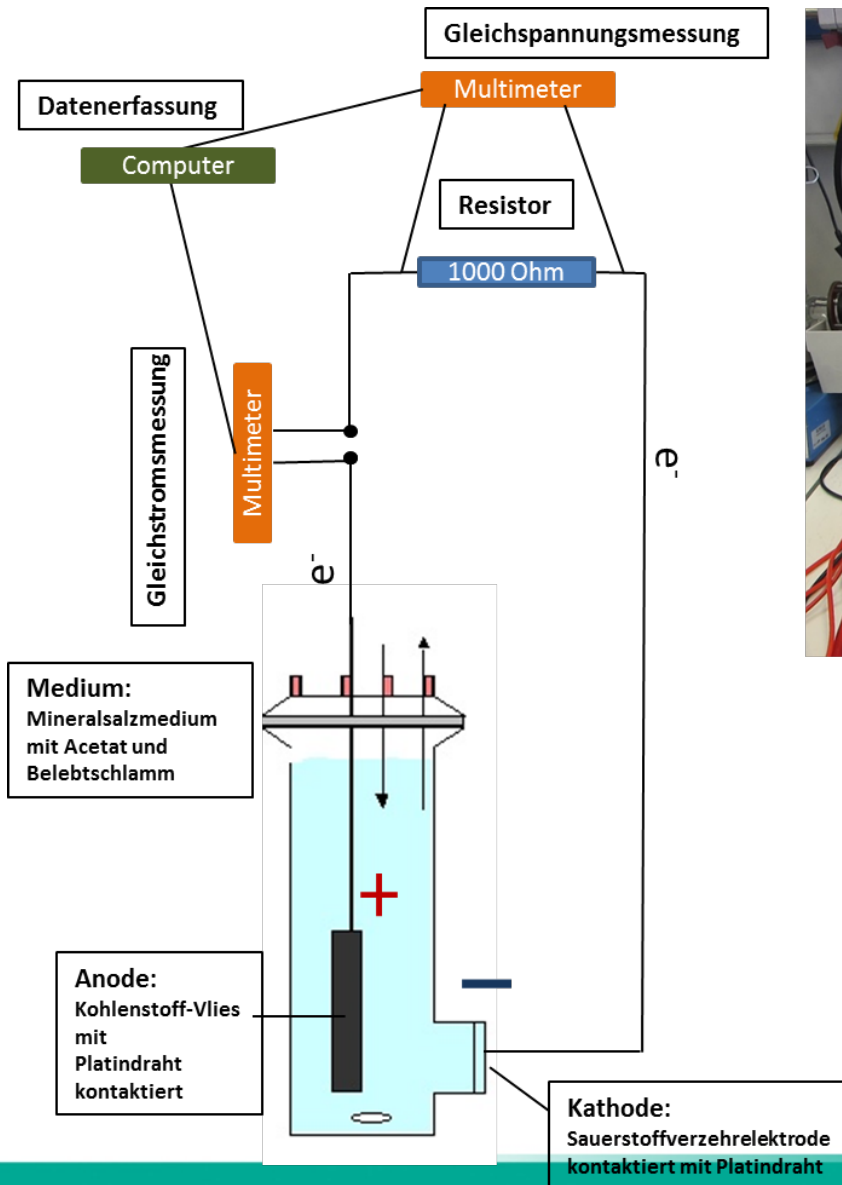 Gleichspannungsmessung
Multimeter
Datenerfassung
Computer
Resistor
1000 Ohm
Gleichstromsmessung
Multimeter
e-
e-
Medium:
Mineralsalzmedium
mit Acetat und
Belebtschlamm
+
Anode:
Kohlenstoff-Vlies
mit
Platindraht
kontaktiert
Kathode:
Sauerstoffverzehrelektrode
kontaktiert mit Platindraht